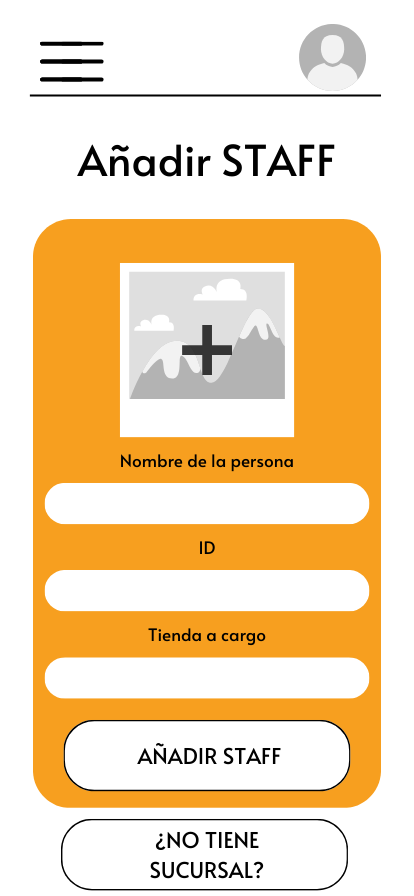 Añadir STAFF
Nombre de la persona
ID
Tienda a cargo
AÑADIR STAFF
¿NO TIENE
SUCURSAL?